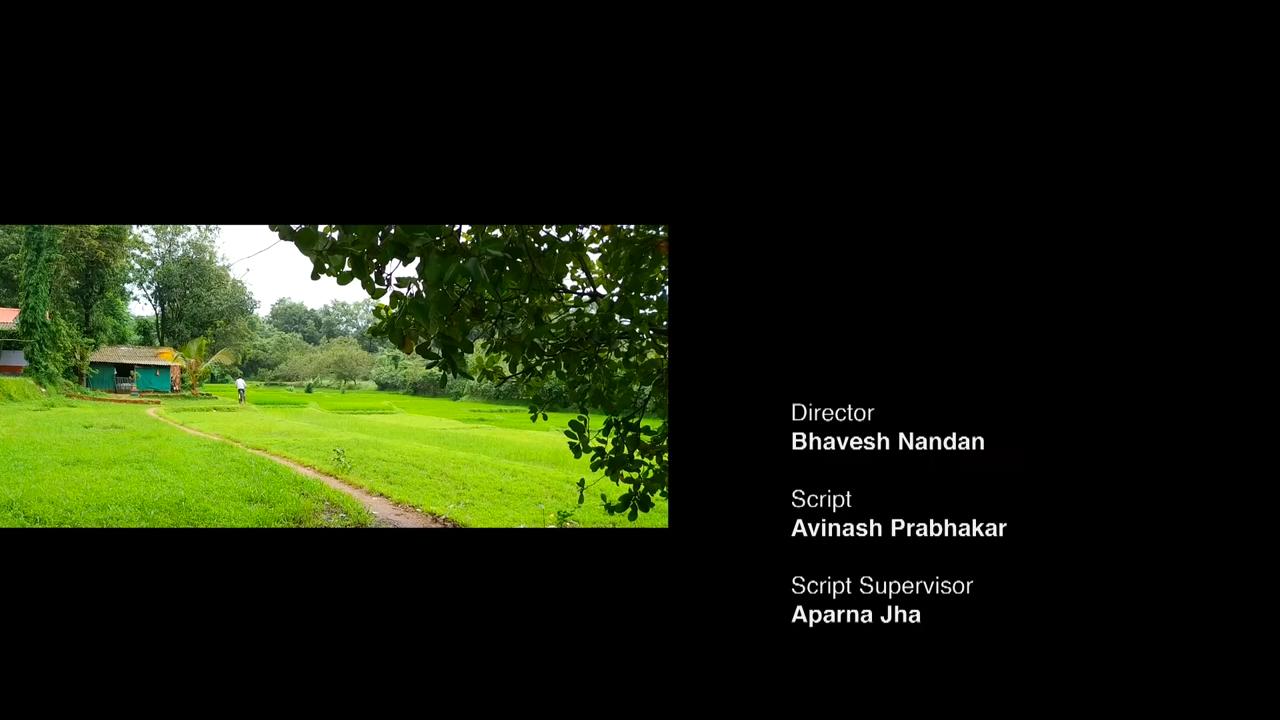 Director
Bhavesh Nandan
Script
Avinash Prabhakar
Script Supervisor
Aparna Jha